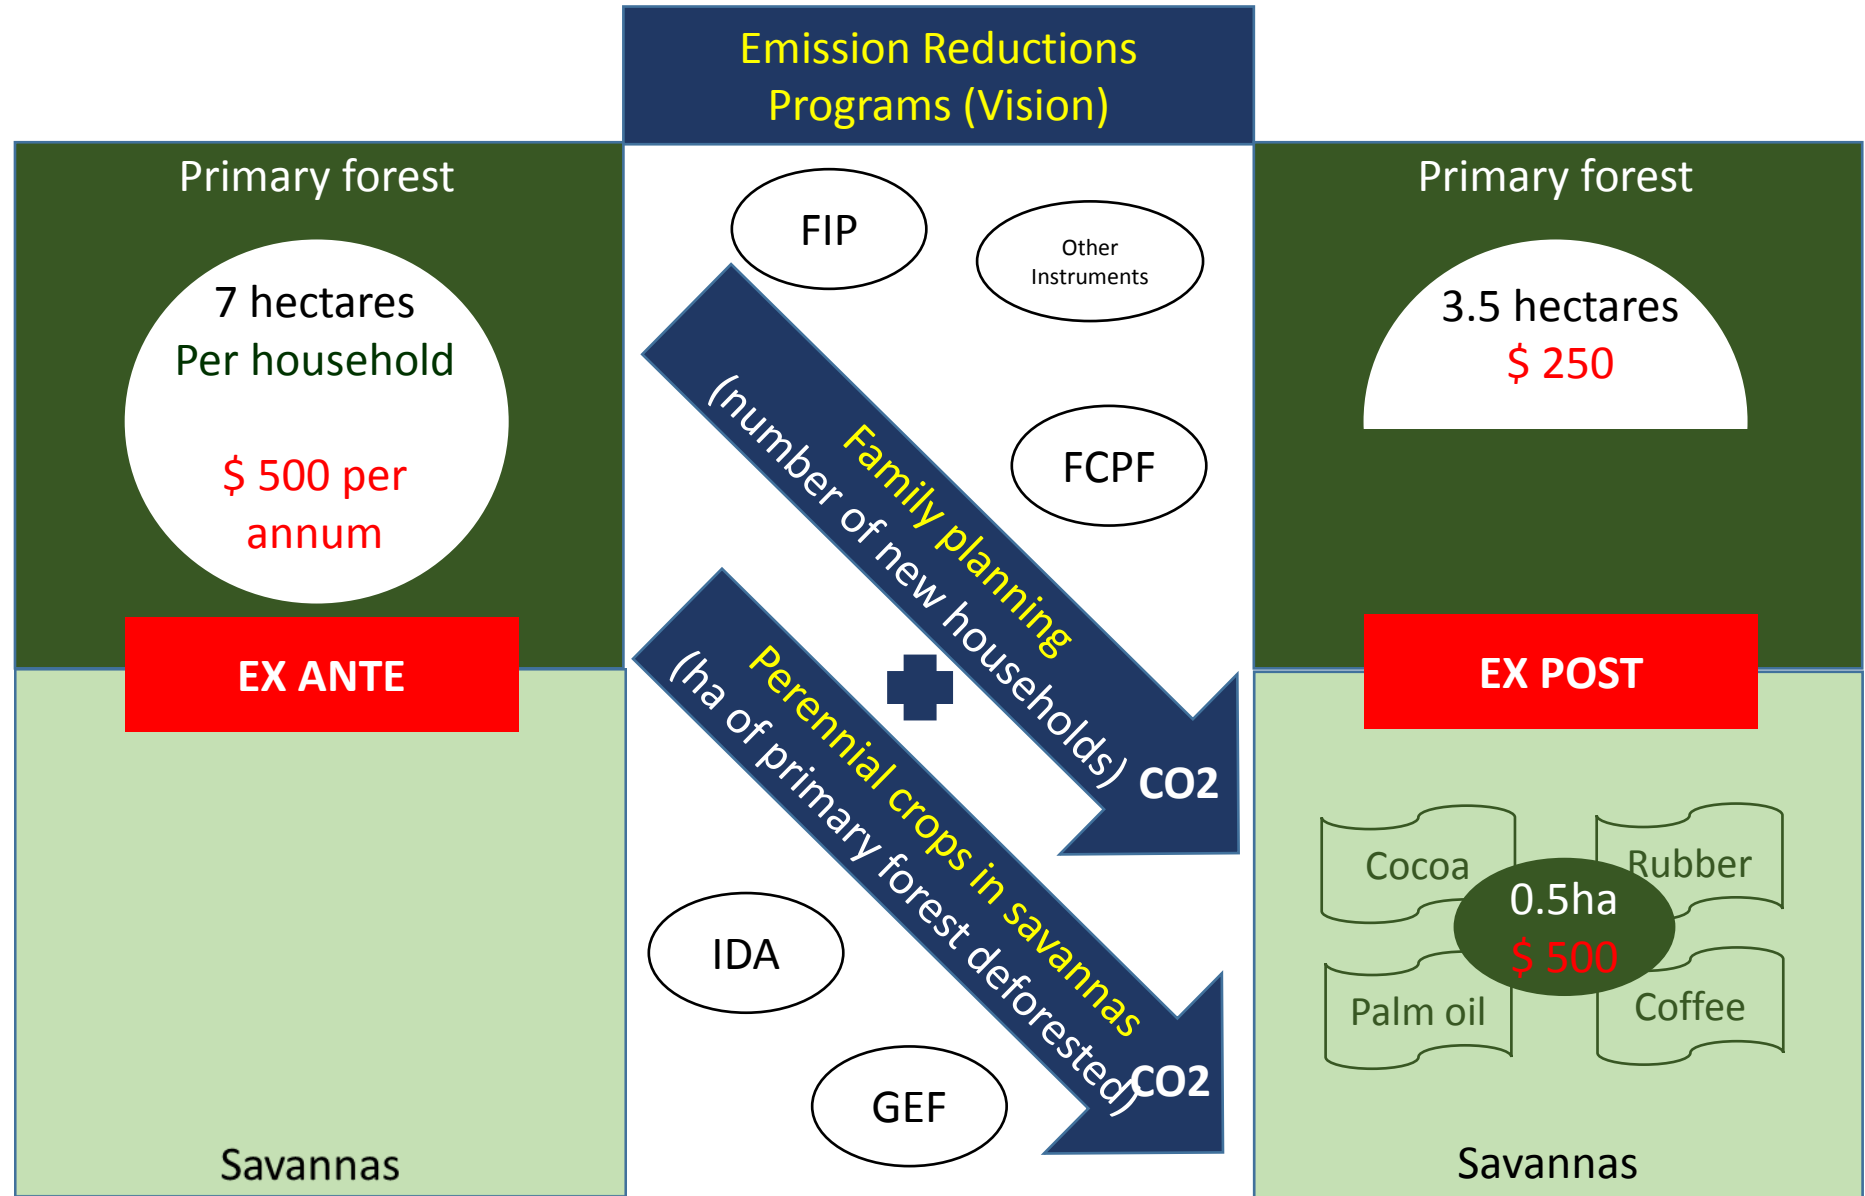 Emission Reductions
Programs (Vision)
Primary forest
7 hectares
Per household
$ 500 per
annum
EX ANTE
Savannas
FIP
Other
Instruments
FCPF
Family planning
(number of new households)
CO2
Perennial crops in savannas
(ha of primary forest deforested)
CO2
IDA
GEF
Primary forest
3.5 hectares
$ 250
EX POST
Cocoa
Rubber
0.5ha
$ 500
Palm oil
Coffee
Savannas